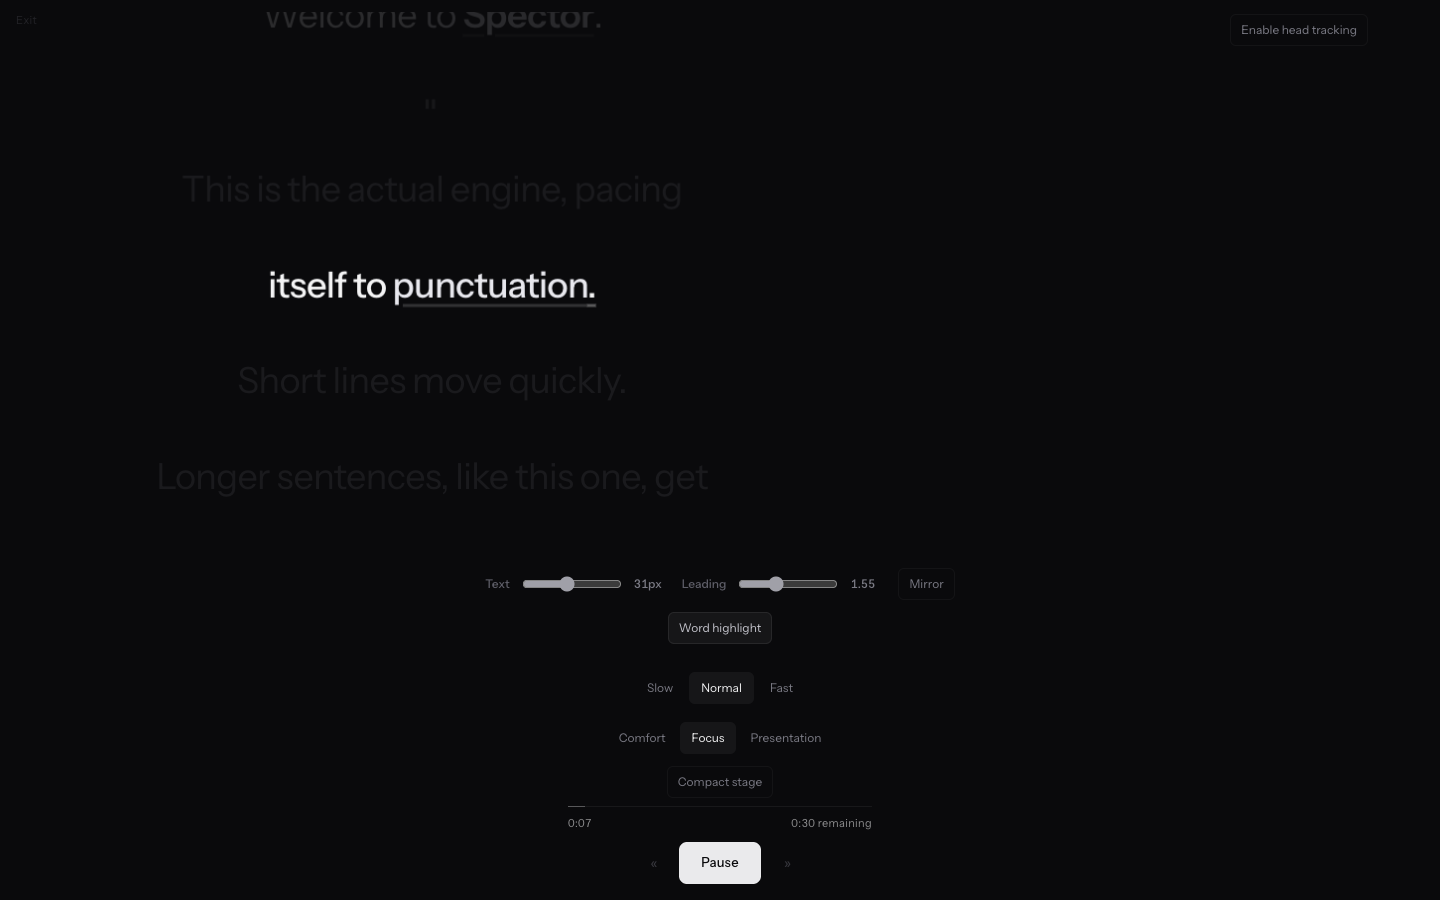 Exit
Welcome to Spector.
Enable head tracking
"
This is the actual engine, pacing
itself to punctuation.
Short lines move quickly.
Longer sentences, like this one, get
Text 31px Leading 1.55 Mirror
Word highlight
Slow Normal Fast
Comfort Focus Presentation
Compact stage
0:07 0:30 remaining
« Pause »